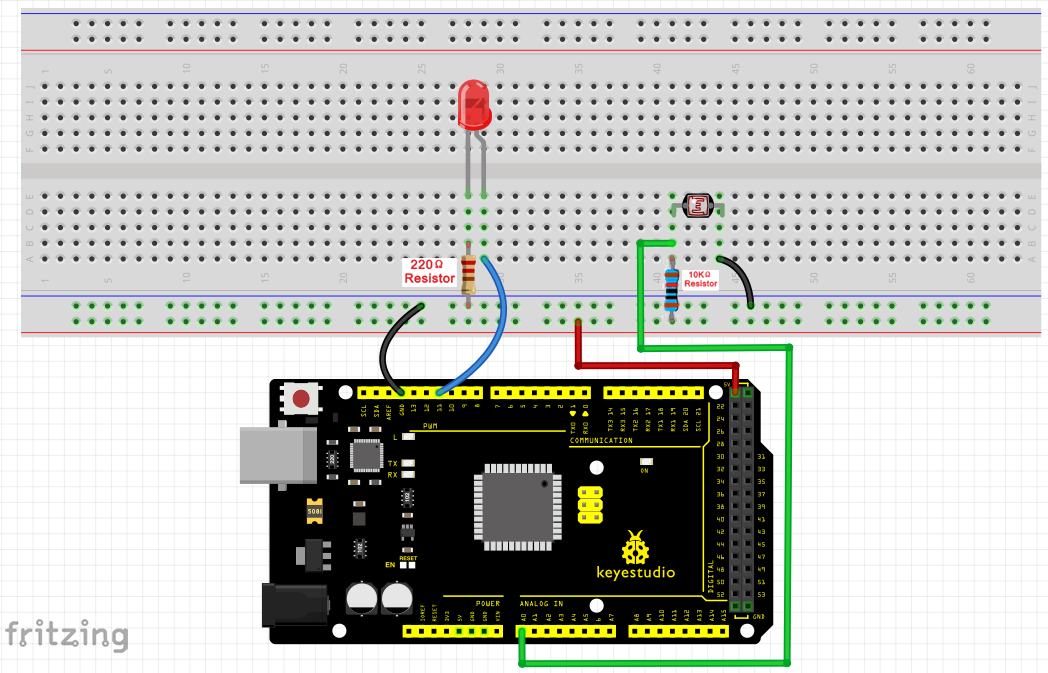 1 5 10 15 20 25 30 35 40 45 50 55 60
J J
I I
H H
G G
F F
E E
D D
C C
B B
A A
220Ω
Resistor
10KΩ
Resistor
1 5 10 15 20 25 30 35 40 45 50 55 60
SCL SDA AREF GND 13 12 11 10 9 8 7 6 5 4 3 2 1 0
TX0 RX0
TX3 14 RX3 15 TX2 16 RX2 17 TX1 18 RX1 19 SDA 20 SCL 21
5V
PWM
COMMUNICATION
L
TX
RX
ON
220
102
5081
102
RESET
EN
22
24
26
28
30 31
32 33
34 35
36 37
38 39
40 41
42 43
44 45
46 47
48 49
50 51
52 53
DIGITAL
GND
keyestudio
POWER
ANALOG IN
IOREF RESET 3V3 5V GND GND VIN
A0 A1 A2 A3 A4 A5 6 A7 A8 A9 A10 A11 A12 A13 A14 A15
fritzing